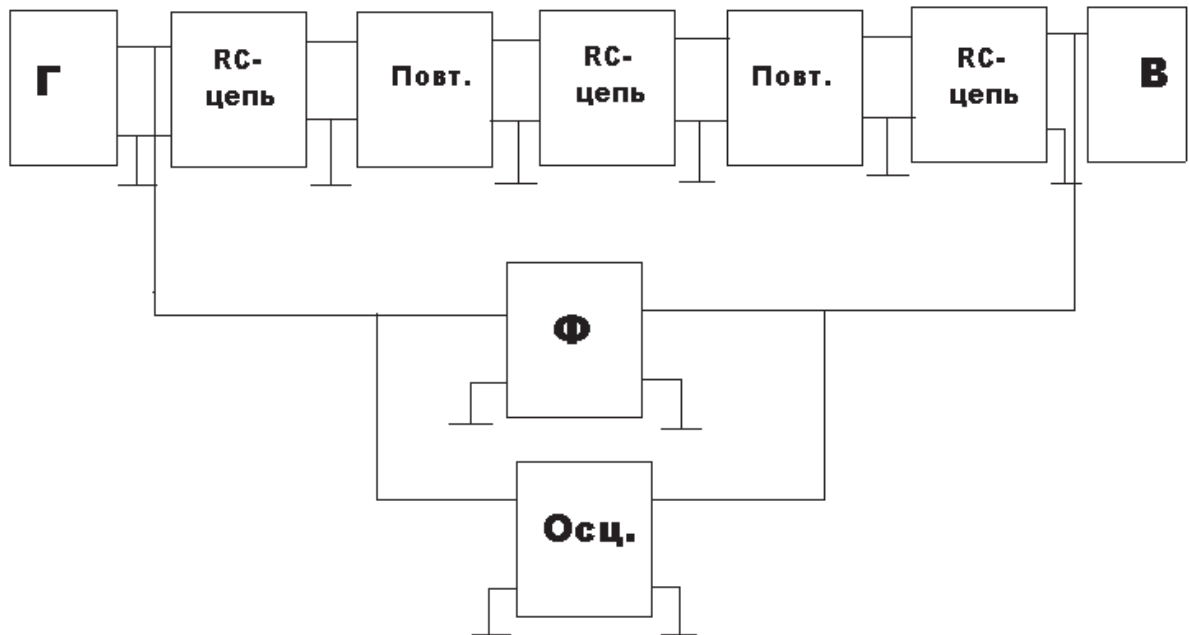 Г
RC-
цепь
Повт.
RC-
цепь
Повт.
RC-
цепь
В
Ф
Осц.